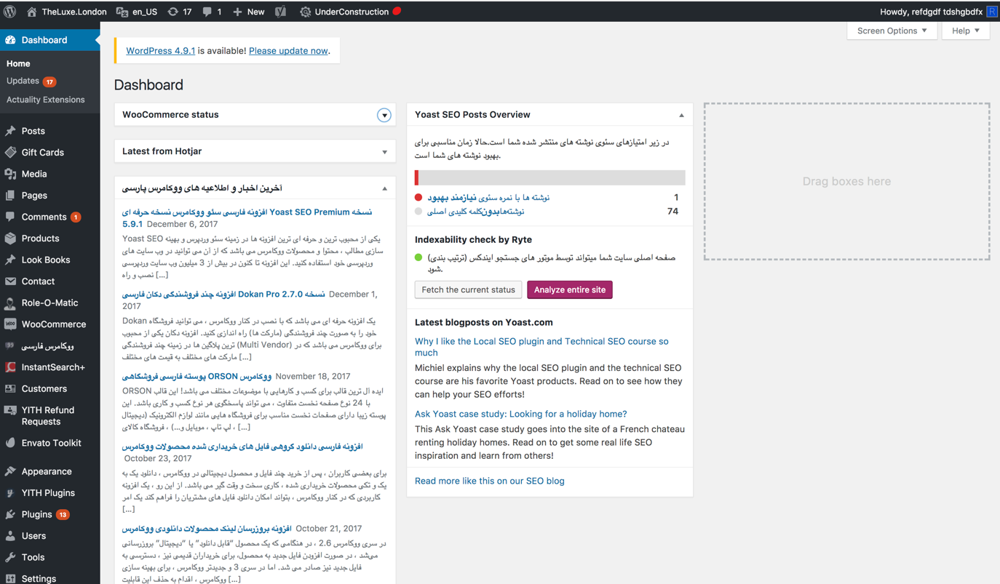 TheLuxe.London en_US 17 1 New UnderConstruction Howdy, refdgdf tdshgbdfx
Screen Options Help
Dashboard
Home
Updates 17
Actuality Extensions
Posts
Gift Cards
Media
Pages
Comments 1
Products
Look Books
Contact
Role-O-Matic
WooCommerce
ووکامرس فارسی
InstantSearch+
Customers
YITH Refund
Requests
Envato Toolkit
Appearance
YITH Plugins
Plugins 13
Users
Tools
Settings
WordPress 4.9.1 is available! Please update now.
Dashboard
WooCommerce status
Latest from Hotjar
آخرین اخبار و اطلاعیه های ووکامرس پارسی
افزونه فارسی سئو ووکامرس نسخه حرفه ای Yoast SEO Premium نسخه
5.9.1 December 6, 2017
یکی از محبوب ترین و حرفه ای ترین افزونه ها در زمینه سئو وردپرس و بهینه Yoast SEO
سازی مطالب ، محتوا و محصولات ووکامرس می باشد که از آن می توانید در وب سایت های
وردپرسی خود استفاده کنید. این افزونه تا کنون در بیش از 3 میلیون وب سایت وردپرسی
نصب و راه [...]
افزونه چند فروشندگی دکان فارسی Dokan Pro 2.7.0 نسخه December 1,
2017
یک افزونه حرفه ای می باشد که با نصب در کنار ووکامرس ، می توانید فروشگاه Dokan
خود را به صورت چند فروشندگی (مارکت ها) راه اندازی کنید. افزونه دکان یکی از محبوب
ترین پلاگین ها در زمینه چند فروشندگی (Multi Vendor) برای ووکامرس می باشد که در
مارکت های مختلف به قیمت های مختلف [...]
پوسته فارسی فروشگاهی ORSON ووکامرس November 18, 2017
ایده ال ترین قالب برای کسب و کارهایی با موضوعات مختلف می باشد! این قالب ORSON
با 24 نوع صفحه نخست متفاوت ، می تواند پاسخگوی هر نوع کسب و کاری باشد. این
پوسته زیبا دارای صفحات نخست مناسب برای فروشگاه هایی مانند لوازم الکترونیک (دیجیتال
، لپ تاپ ، موبایل و...) ، فروشگاه کالای [...]
افزونه فارسی دانلود گروهی فایل های خریداری شده محصولات ووکامرس
October 23, 2017
برای بعضی کاربران ، پس از خرید چند فایل و محصول دیجیتالی در ووکامرس ، دانلود یک به
یک و تکی محصولات خریداری شده ، کاری سخت و وقت گیر می باشد. از این رو ، یک افزونه
کاربردی که در کنار ووکامرس ، بتواند امکان دانلود فایل های مشتریان را فراهم کند یک امر
[...]
افزونه بروزرسان لینک محصولات دانلودی ووکامرس October 21, 2017
در سری ووکامرس 2.6 ، در هنگامی که یک محصول "قابل دانلود" یا "دیجیتال" بروزرسانی
میشد ، در صورت افزودن فایل جدید به محصول، برای خریداران قدیمی نیز ، دسترسی به
فایل جدید نیز صادر می شد. اما در سری 3 و جدیدتر ووکامرس ، برای بهینه سازی
ووکامرس ، اقدام به حذف این قابلیت [...]
Yoast SEO Posts Overview
در زیر امتیازهای سئوی نوشته های منتشر شده شما است.حالا زمان مناسبی برای
بهبود نوشته های شما است.
نوشته ها با نمره سئوی نیازمند بهبود 1
نوشته‌هابدون‌کلمه کلیدی اصلی 74
Indexability check by Ryte
صفحه اصلی سایت شما میتواند توسط موتور های جستجو ایندکس (ترتیب بندی)
شود.
Fetch the current status Analyze entire site
Latest blogposts on Yoast.com
Why I like the Local SEO plugin and Technical SEO course so
much
Michiel explains why the local SEO plugin and the technical SEO
course are his favorite Yoast products. Read on to see how they
can help your SEO efforts!
Ask Yoast case study: Looking for a holiday home?
This Ask Yoast case study goes into the site of a French chateau
renting holiday homes. Read on to get some real life SEO
inspiration and learn from others!
Read more like this on our SEO blog
Drag boxes here